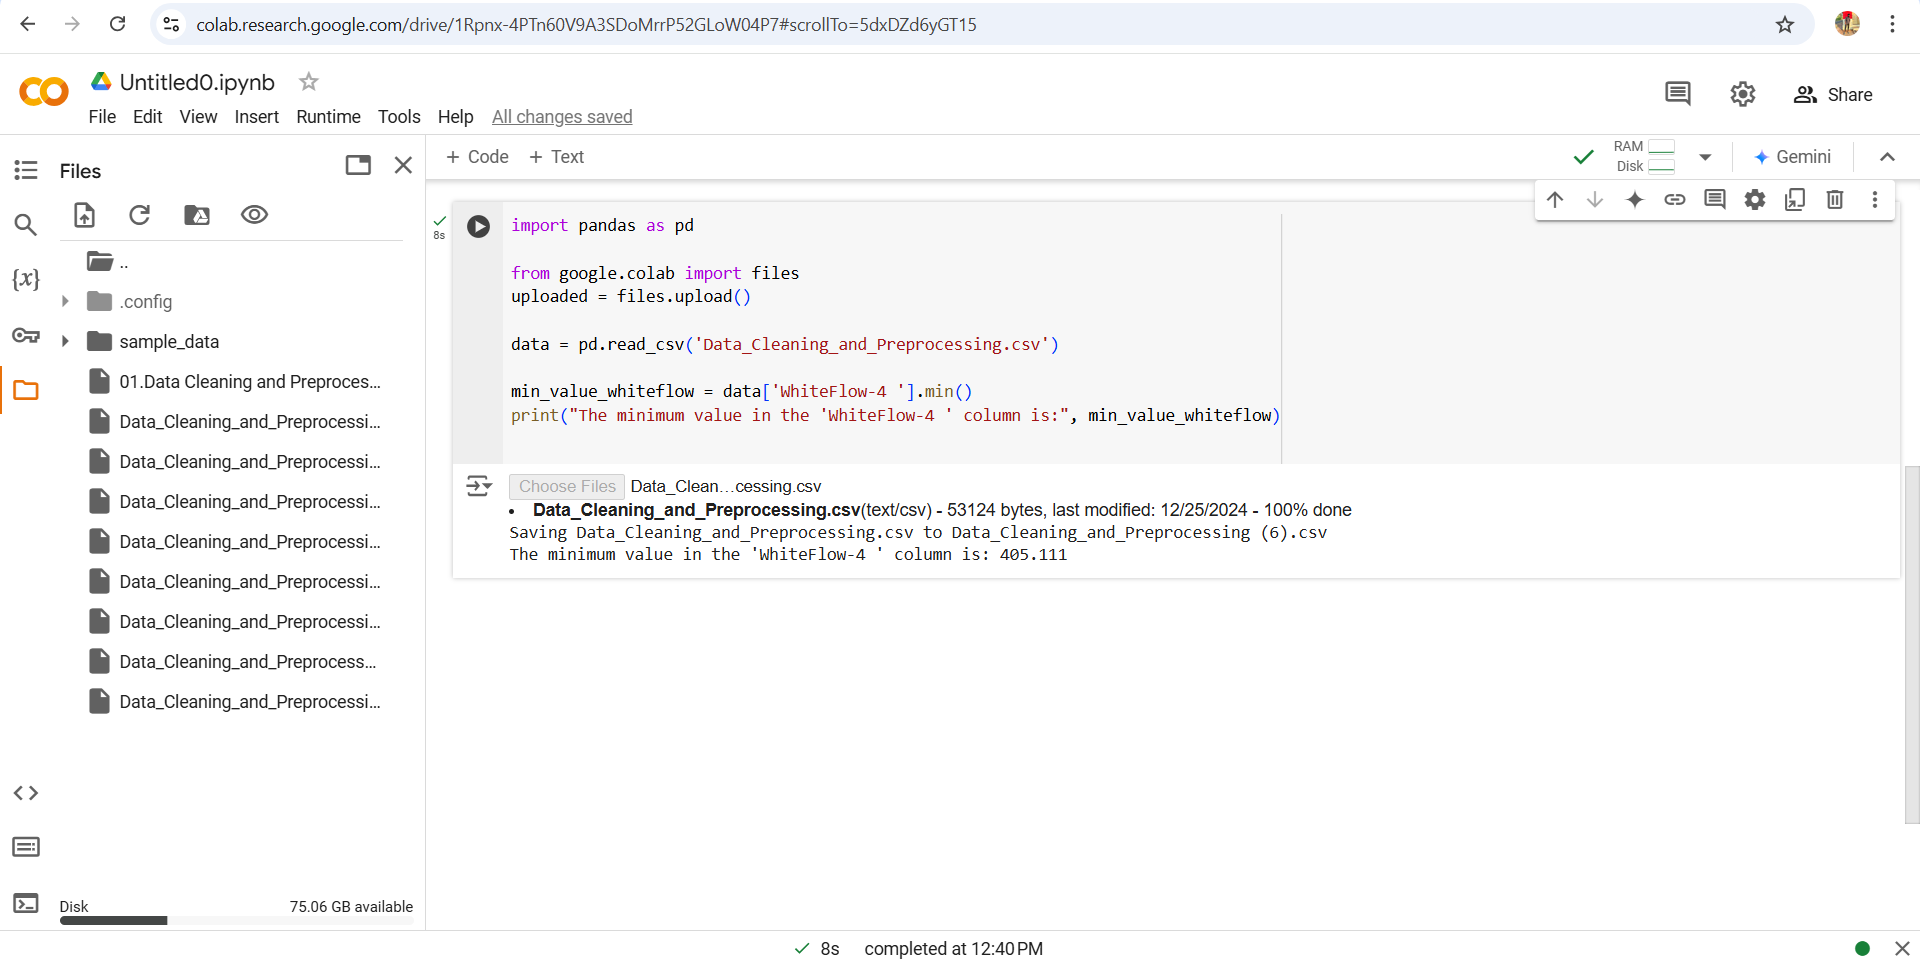 colab.research.google.com/drive/1Rpnx-4PTn60V9A3SDoMrrP52GLoW04P7#scrollTo=5dxDZd6yGT15
CO
Untitled0.ipynb
File Edit View Insert Runtime Tools Help All changes saved
Share
Files
+ Code + Text
RAM
Disk
Gemini
..
.config
{x}
sample_data
01.Data Cleaning and Preproces...
Data_Cleaning_and_Preprocessi...
Data_Cleaning_and_Preprocessi...
Data_Cleaning_and_Preprocessi...
Data_Cleaning_and_Preprocessi...
Data_Cleaning_and_Preprocessi...
Data_Cleaning_and_Preprocessi...
Data_Cleaning_and_Preprocess...
Data_Cleaning_and_Preprocessi...
Disk 75.06 GB available
8s
import pandas as pd
from google.colab import files
uploaded = files.upload()
data = pd.read_csv('Data_Cleaning_and_Preprocessing.csv')
min_value_whiteflow = data['WhiteFlow-4 '].min()
print("The minimum value in the 'WhiteFlow-4 ' column is:", min_value_whiteflow)
Choose Files Data_Clean...cessing.csv
• Data_Cleaning_and_Preprocessing.csv(text/csv) - 53124 bytes, last modified: 12/25/2024 - 100% done
Saving Data_Cleaning_and_Preprocessing.csv to Data_Cleaning_and_Preprocessing (6).csv
The minimum value in the 'WhiteFlow-4 ' column is: 405.111
8s completed at 12:40 PM